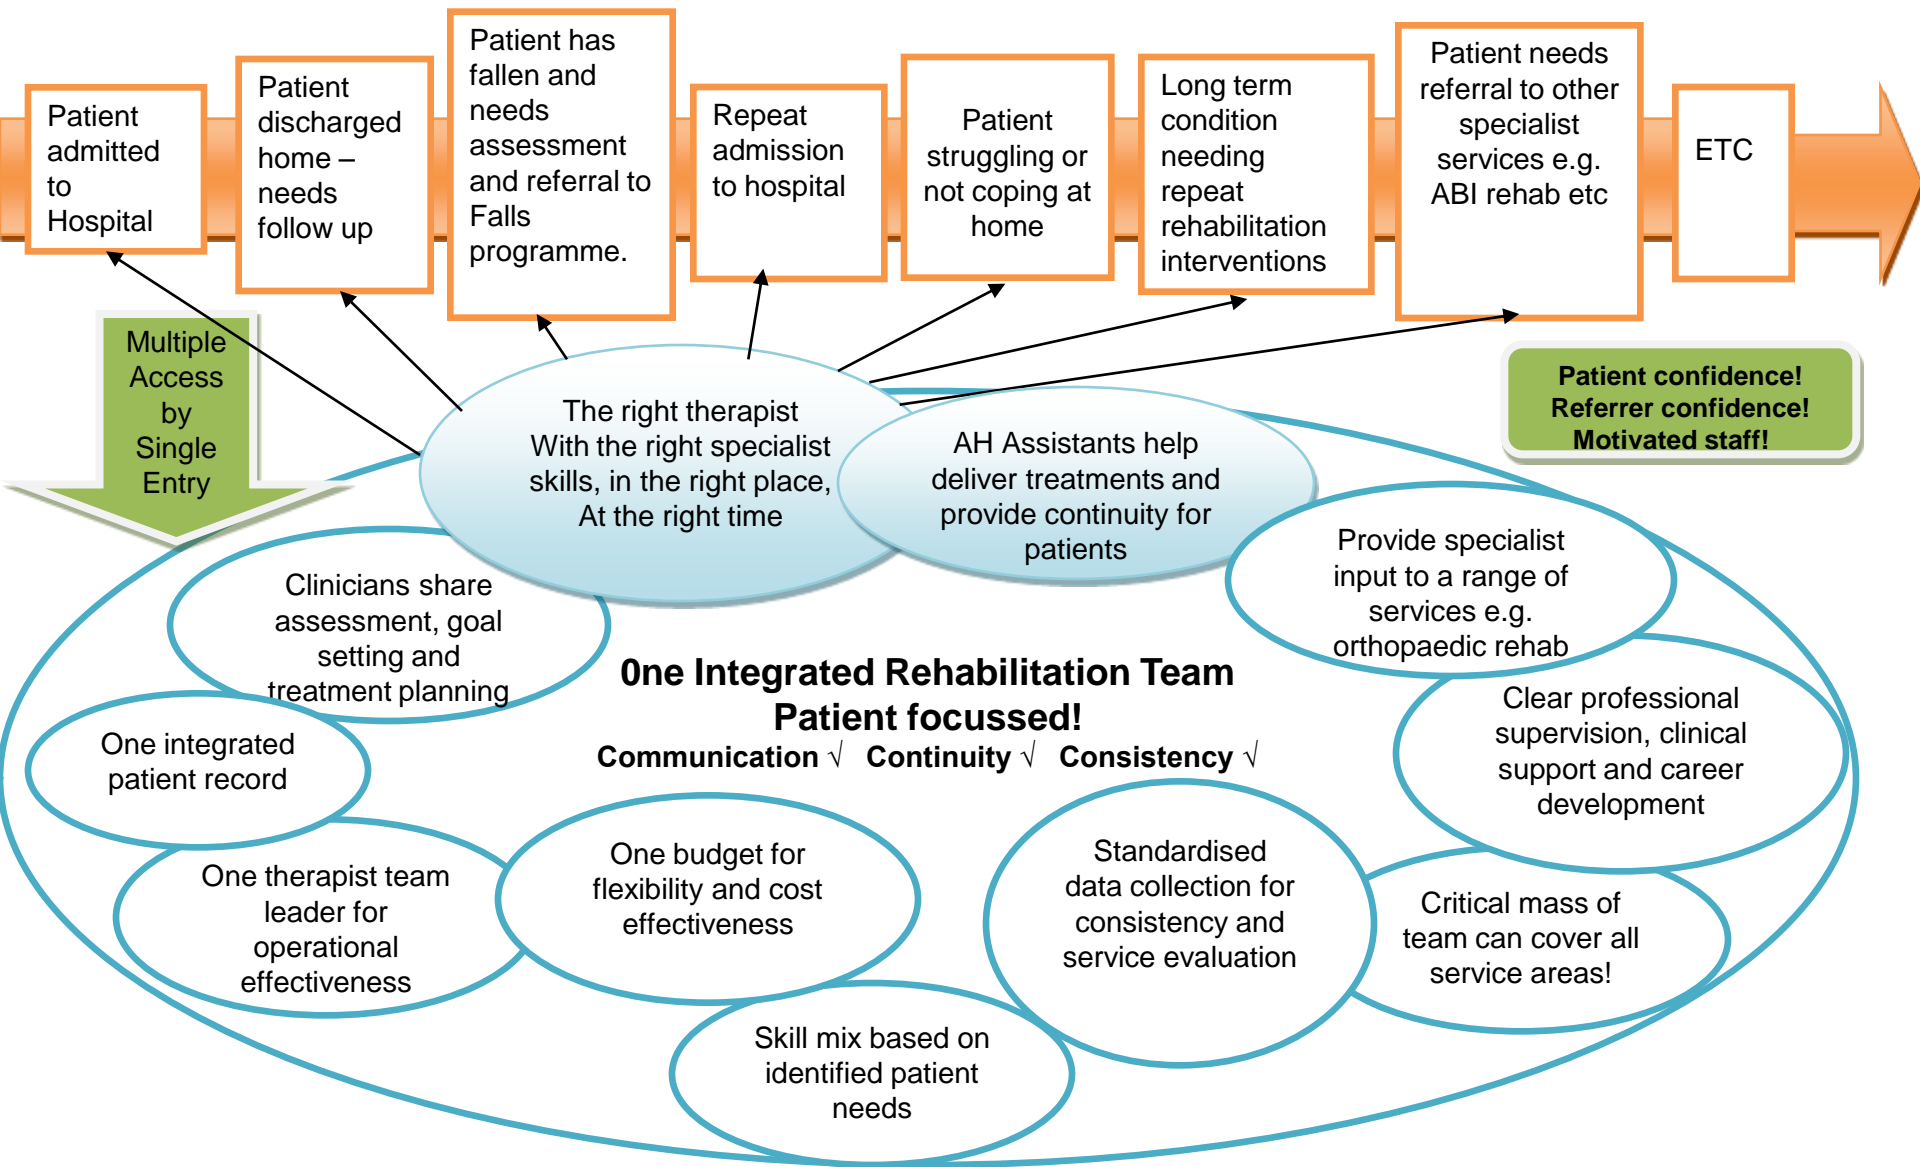 Patient
admitted
to
Hospital
Patient
discharged
home –
needs
follow up
Patient has
fallen and
needs
assessment
and referral to
Falls
programme.
Repeat
admission
to hospital
Patient
struggling or
not coping at
home
Long term
condition
needing
repeat
rehabilitation
interventions
Patient needs
referral to other
specialist
services e.g.
ABI rehab etc
ETC
Multiple
Access
by
Single
Entry
The right therapist
With the right specialist
skills, in the right place,
At the right time
AH Assistants help
deliver treatments and
provide continuity for
patients
Patient confidence!
Referrer confidence!
Motivated staff!
Clinicians share
assessment, goal
setting and
treatment planning
Provide specialist
input to a range of
services e.g.
orthopaedic rehab
0ne Integrated Rehabilitation Team
Patient focussed!
Communication √ Continuity √ Consistency √
One integrated
patient record
Clear professional
supervision, clinical
support and career
development
One therapist team
leader for
operational
effectiveness
One budget for
flexibility and cost
effectiveness
Standardised
data collection for
consistency and
service evaluation
Critical mass of
team can cover all
service areas!
Skill mix based on
identified patient
needs